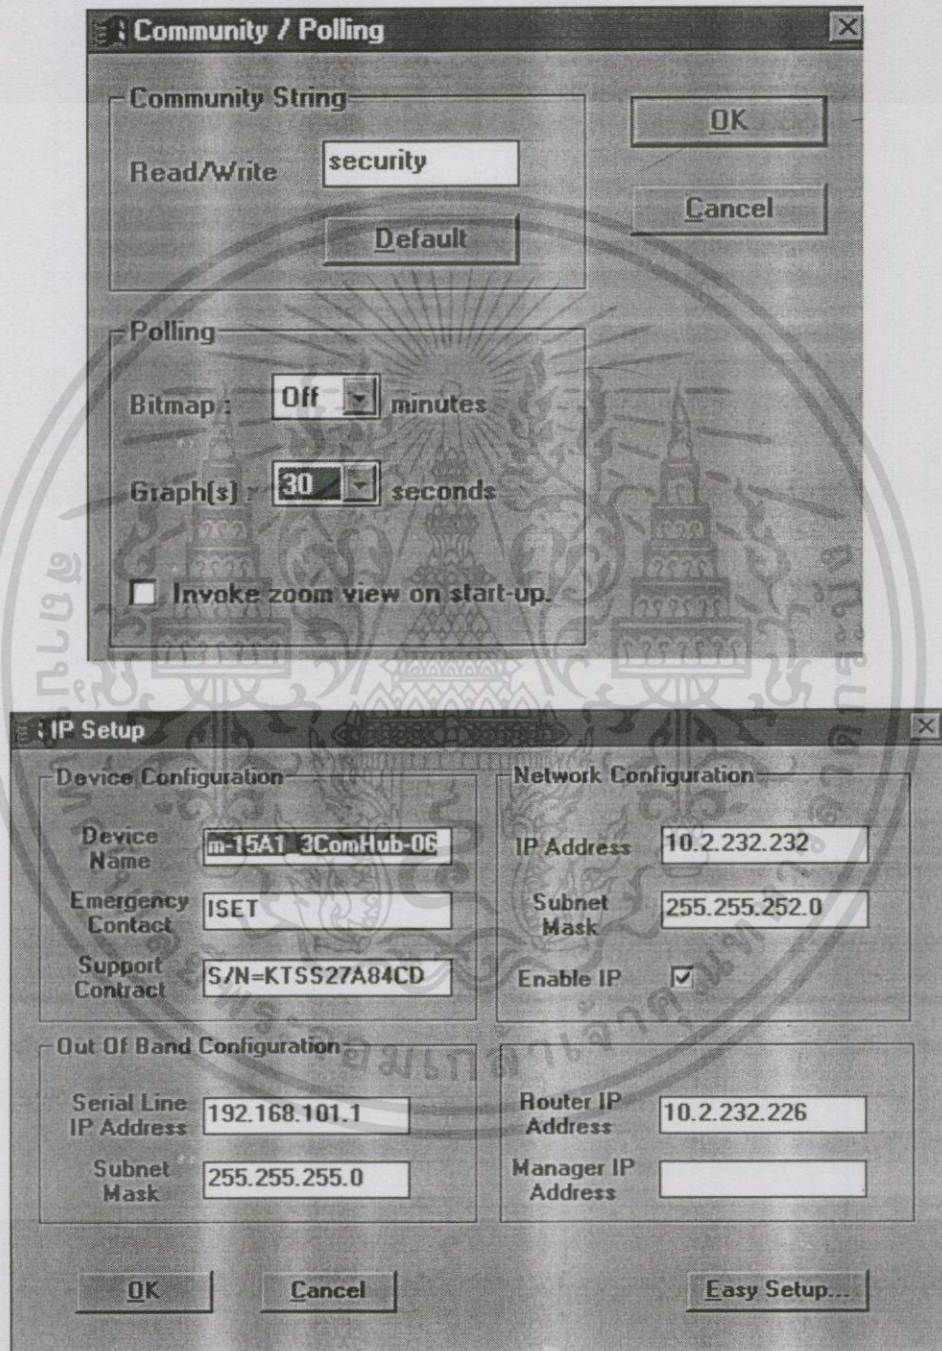 Community / Polling
Community String
Read/Write security
Default
OK
Cancel
Polling
Bitmap : Off minutes
Graph(s) : 30 seconds
Invoke zoom view on start-up.
IP Setup
Device Configuration
Device Name m-15A1_3ComHub-06
Emergency Contact ISET
Support Contract S/N=KTSS27A84CD
Network Configuration
IP Address 10.2.232.232
Subnet Mask 255.255.252.0
Enable IP
Out Of Band Configuration
Serial Line IP Address 192.168.101.1
Subnet Mask 255.255.255.0
Router IP Address 10.2.232.226
Manager IP Address
OK
Cancel
Easy Setup...